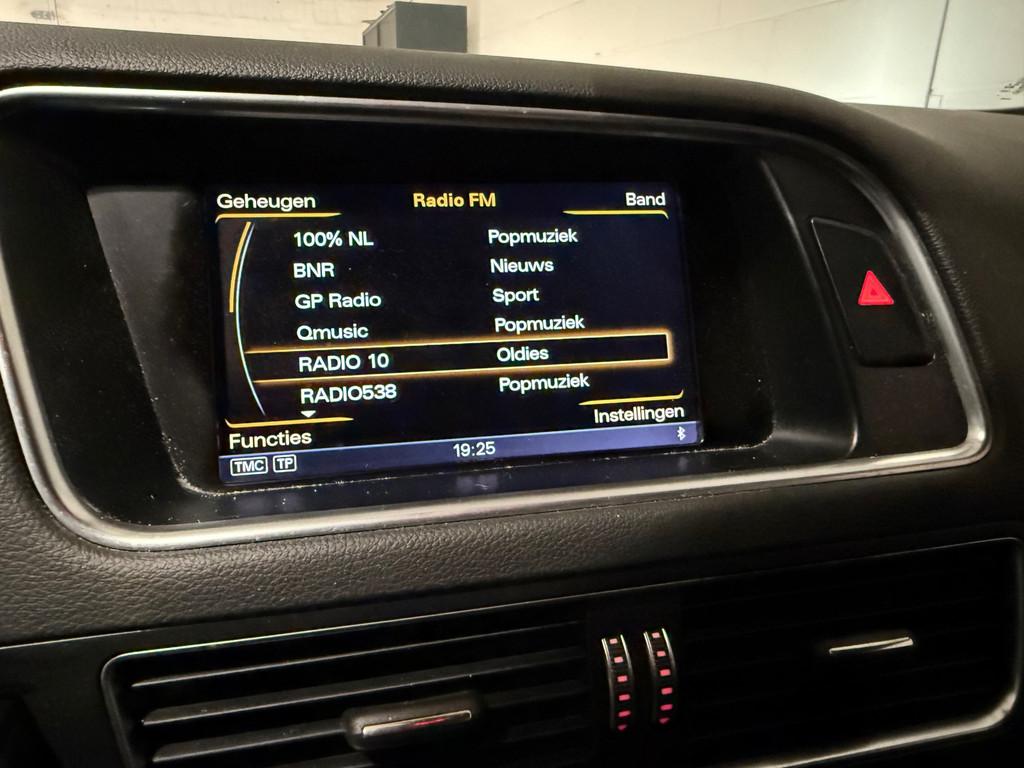 Geheugen Radio FM Band
100% NL Popmuziek
BNR Nieuws
GP Radio Sport
Qmusic Popmuziek
RADIO 10 Oldies
RADIO538 Popmuziek
Functies Instellingen
TMC TP 19:25